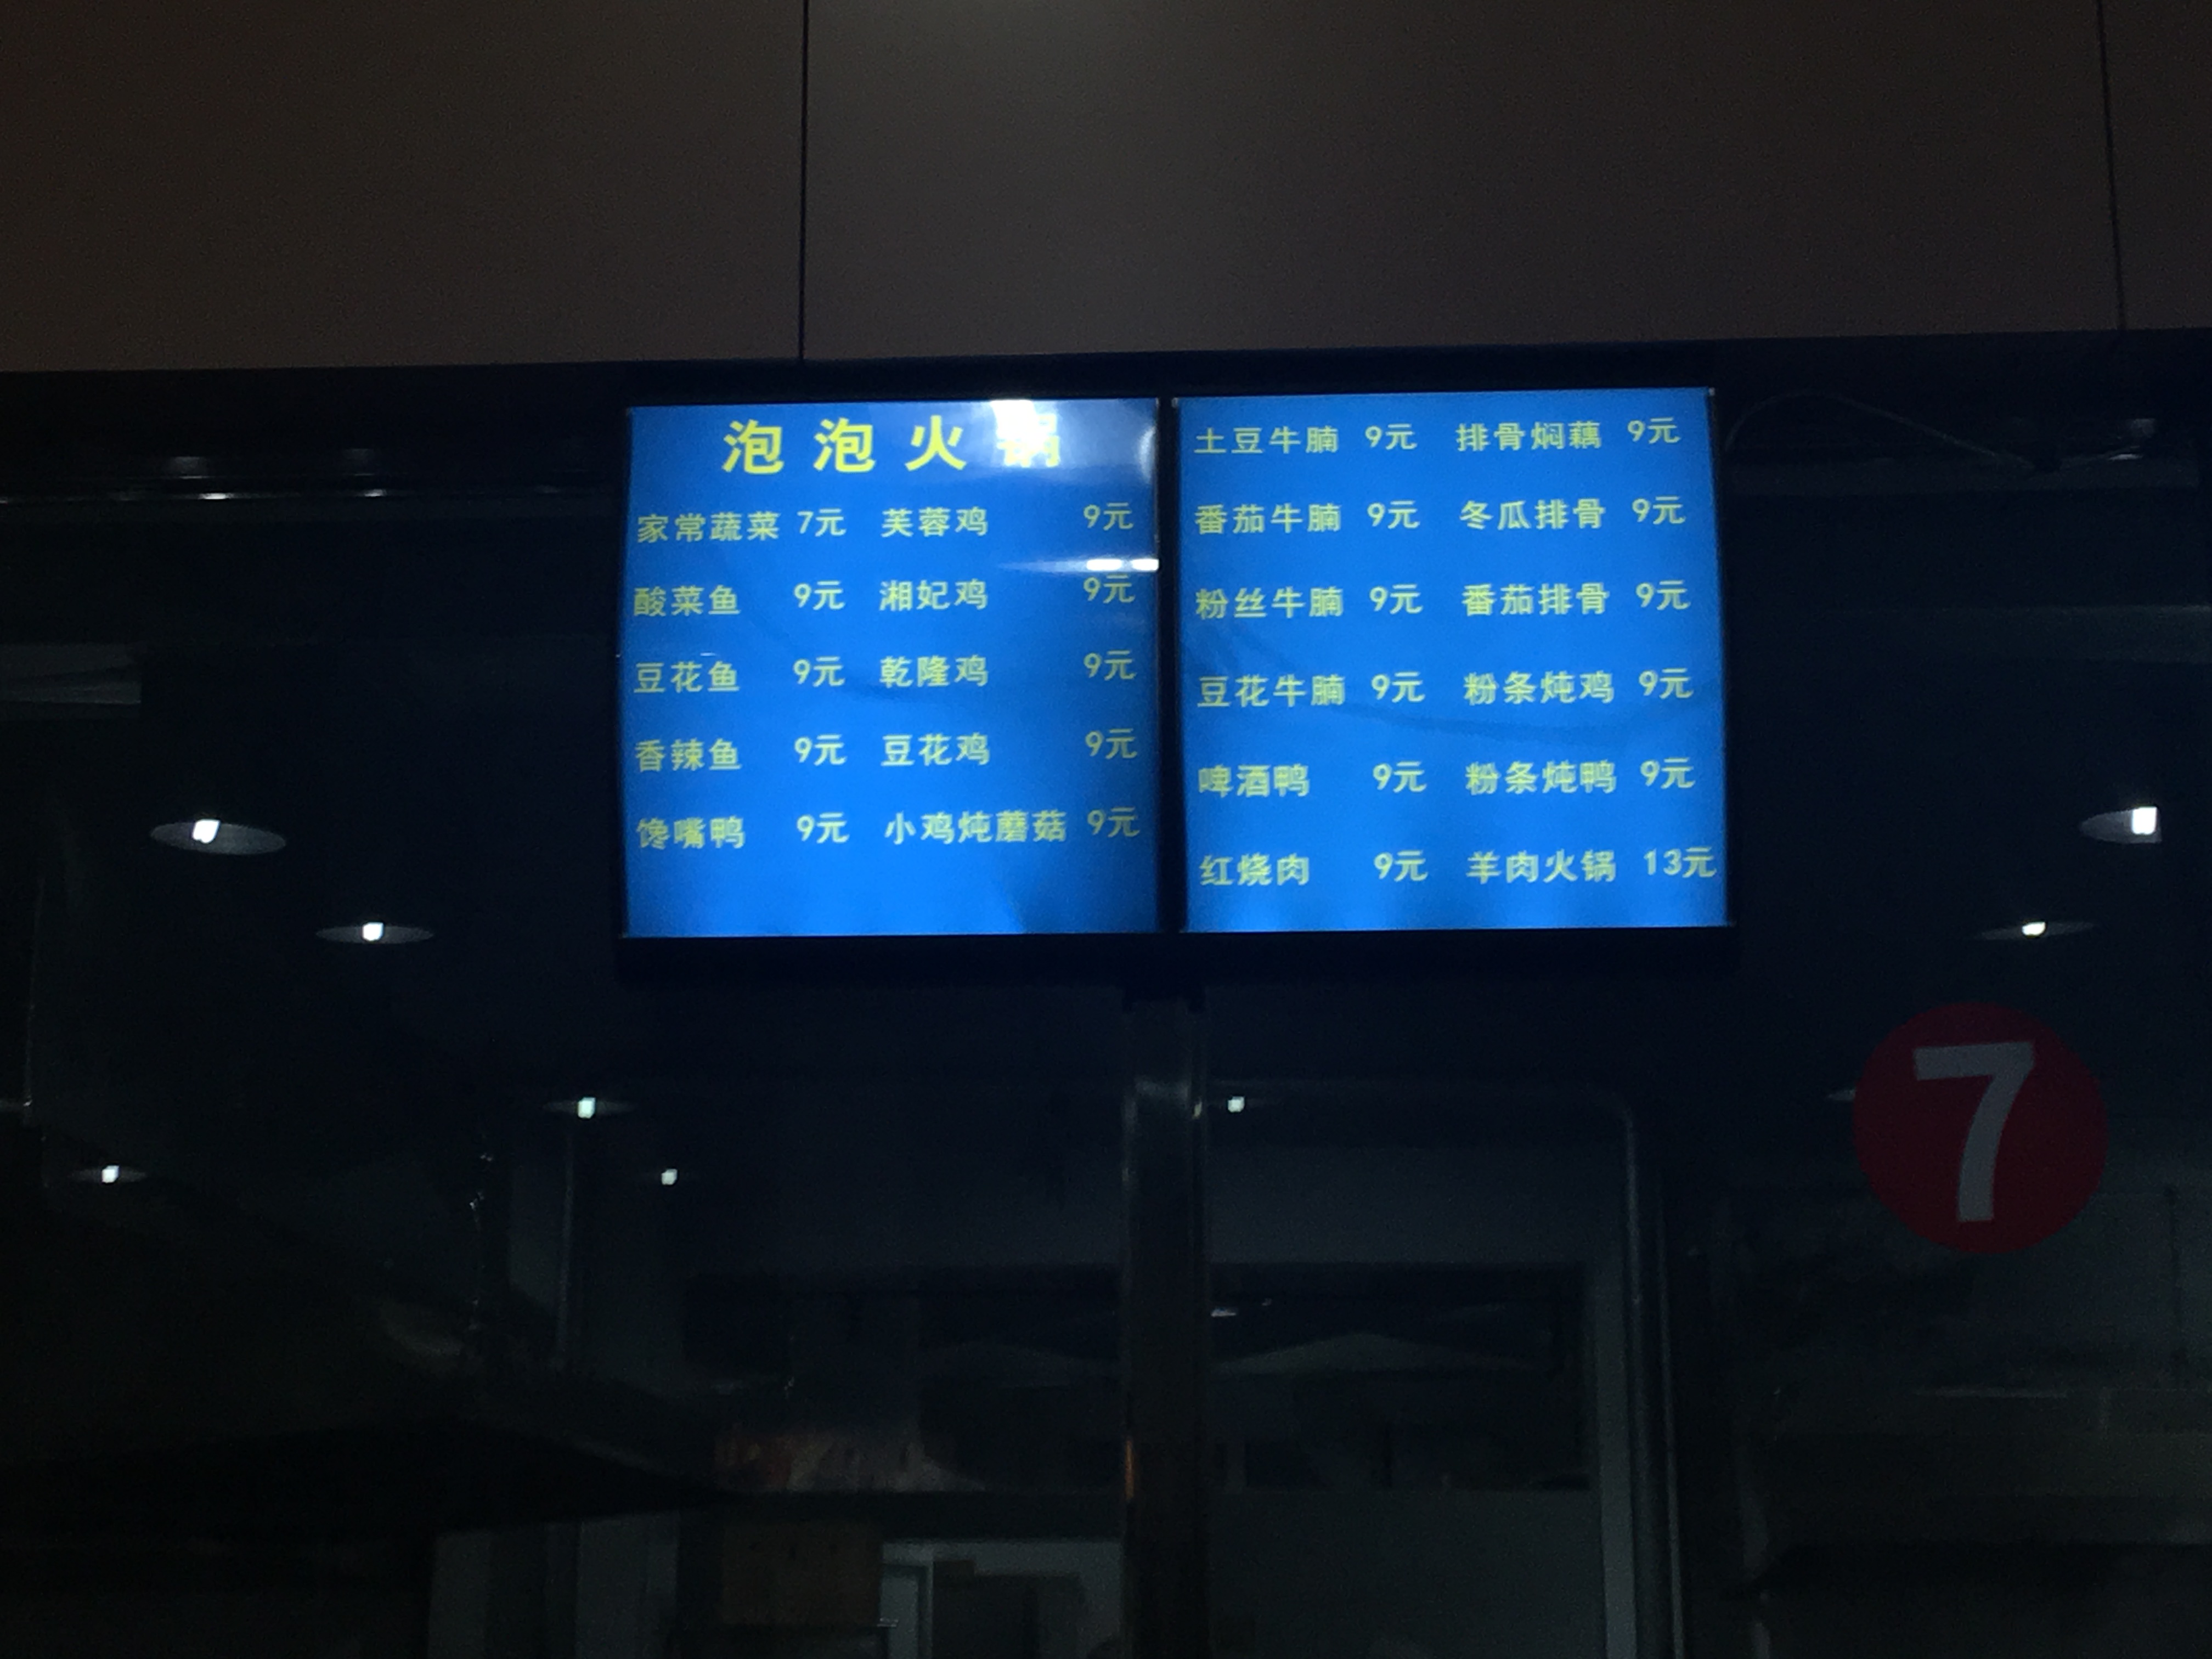 泡泡火锅
家常蔬菜 7元 芙蓉鸡 9元
酸菜鱼 9元 湘妃鸡 9元
豆花鱼 9元 乾隆鸡 9元
香辣鱼 9元 豆花鸡 9元
馋嘴鸭 9元 小鸡炖蘑菇 9元
土豆牛腩 9元 排骨焖藕 9元
番茄牛腩 9元 冬瓜排骨 9元
粉丝牛腩 9元 番茄排骨 9元
豆花牛腩 9元 粉条炖鸡 9元
啤酒鸭 9元 粉条炖鸭 9元
红烧肉 9元 羊肉火锅 13元
7